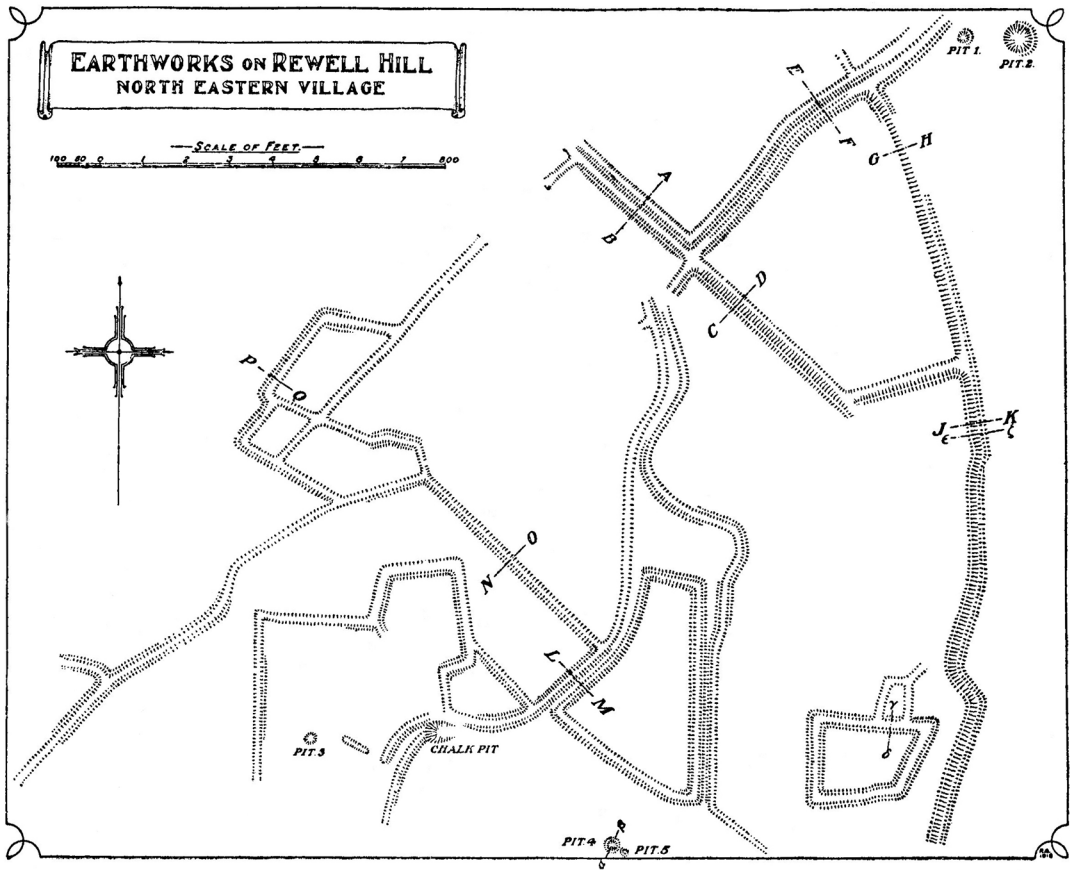 EARTHWORKS ON REWELL HILL
NORTH EASTERN VILLAGE
SCALE OF FEET
100 50 0 1 2 3 4 5 6 7 800
PIT 1.
PIT 2.
E
F
G H
A
B
D
C
P
Q
J K
ϵ ζ
O
N
L
M
γ
δ
PIT.3
CHALK PIT
PIT.4
PIT.5